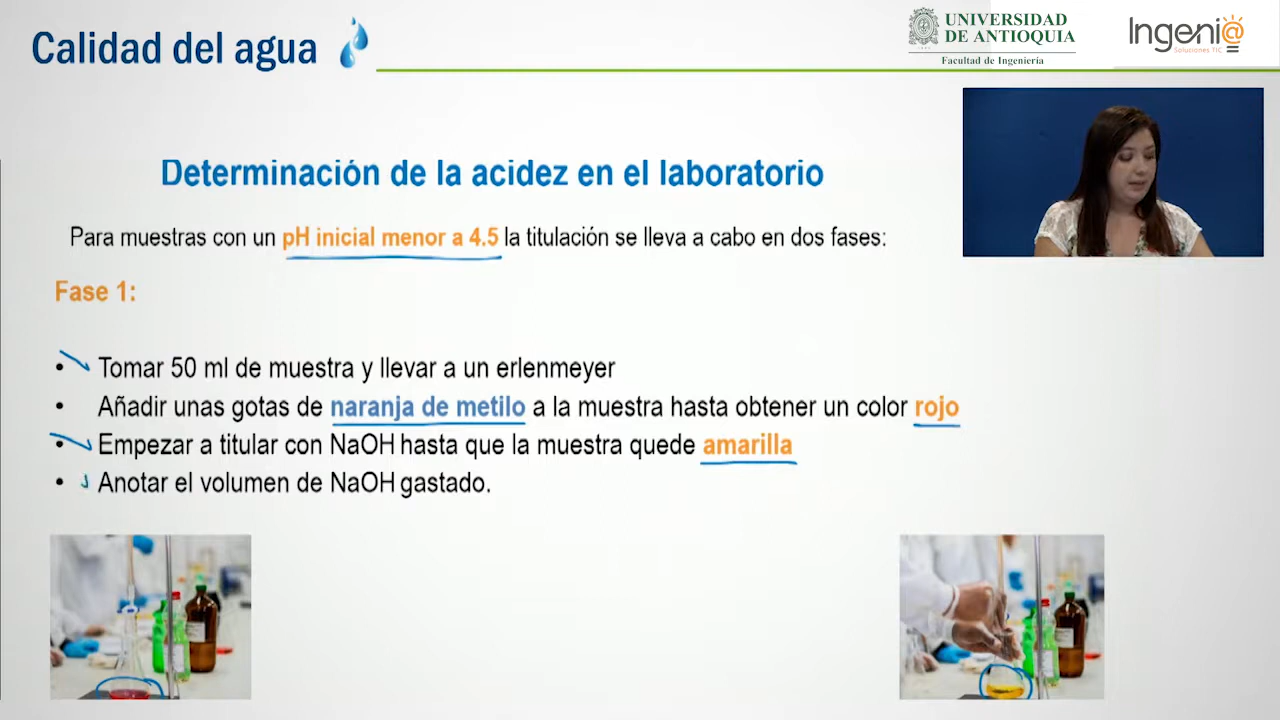 Calidad del agua
UNIVERSIDAD
DE ANTIOQUIA
Facultad de Ingeniería
Ingeni@
Soluciones TIC
Determinación de la acidez en el laboratorio
Para muestras con un pH inicial menor a 4.5 la titulación se lleva a cabo en dos fases:
Fase 1:
• Tomar 50 ml de muestra y llevar a un erlenmeyer
• Añadir unas gotas de naranja de metilo a la muestra hasta obtener un color rojo
• Empezar a titular con NaOH hasta que la muestra quede amarilla
• Anotar el volumen de NaOH gastado.